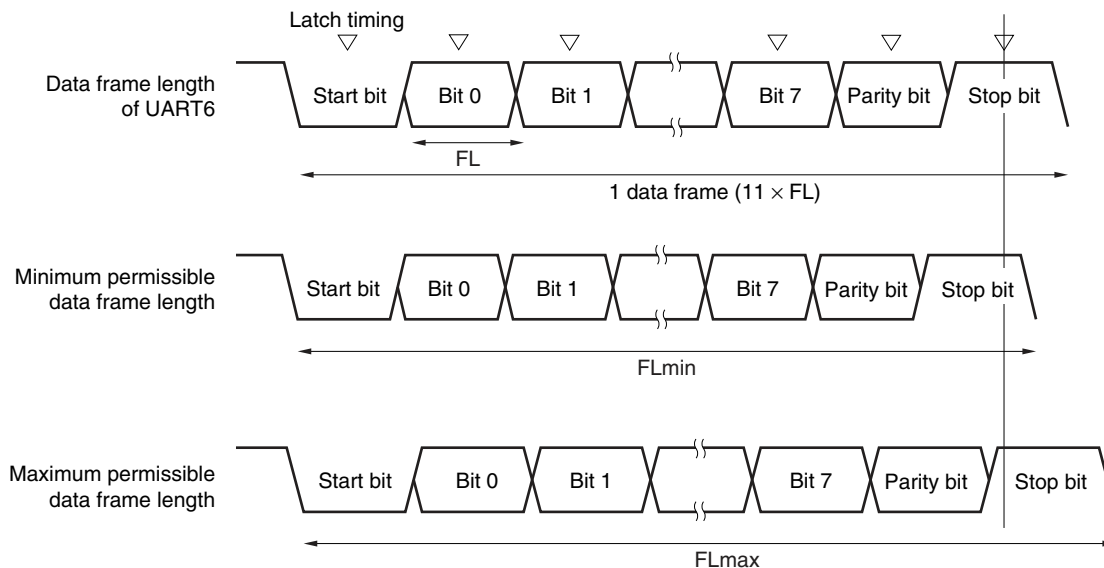 Latch timing
Data frame length
of UART6
Start bit
Bit 0
Bit 1
Bit 7
Parity bit
Stop bit
FL
1 data frame (11 × FL)
Minimum permissible
data frame length
Start bit
Bit 0
Bit 1
Bit 7
Parity bit
Stop bit
FLmin
Maximum permissible
data frame length
Start bit
Bit 0
Bit 1
Bit 7
Parity bit
Stop bit
FLmax